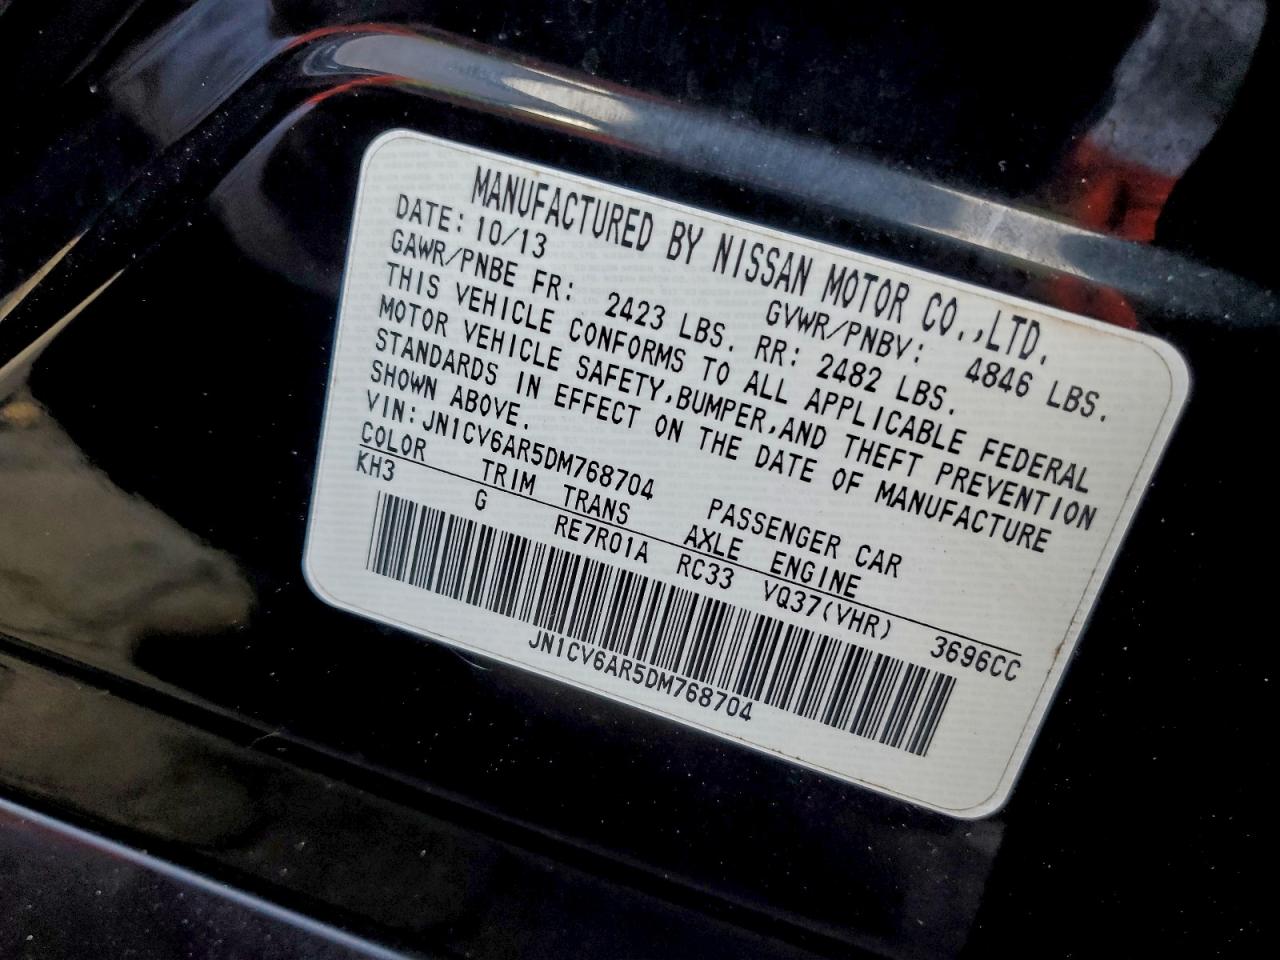 MANUFACTURED BY NISSAN MOTOR CO.,LTD.
DATE: 10/13 GVWR/PNBV: 4846 LBS.
GAWR/PNBE FR: 2423 LBS. RR: 2482 LBS.
THIS VEHICLE CONFORMS TO ALL APPLICABLE FEDERAL
MOTOR VEHICLE SAFETY,BUMPER,AND THEFT PREVENTION
STANDARDS IN EFFECT ON THE DATE OF MANUFACTURE
SHOWN ABOVE.
VIN: JN1CV6AR5DM768704 PASSENGER CAR
COLOR TRIM TRANS AXLE ENGINE
KH3 G RE7R01A RC33 VQ37(VHR) 3696CC
JN1CV6AR5DM768704